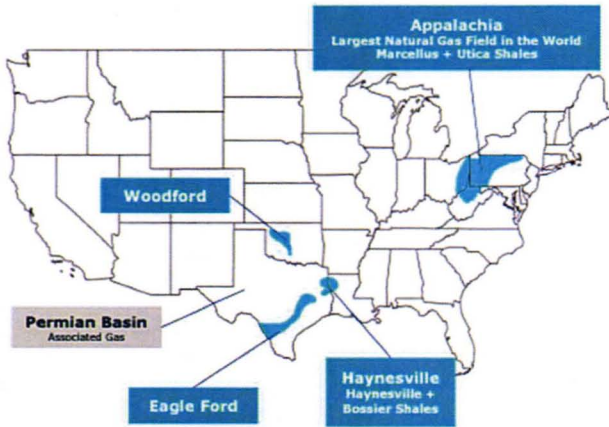 Appalachia
Largest Natural Gas Field in the World
Marcellus + Utica Shales
Woodford
Permian Basin
Associated Gas
Eagle Ford
Haynesville
Haynesville +
Bossier Shales